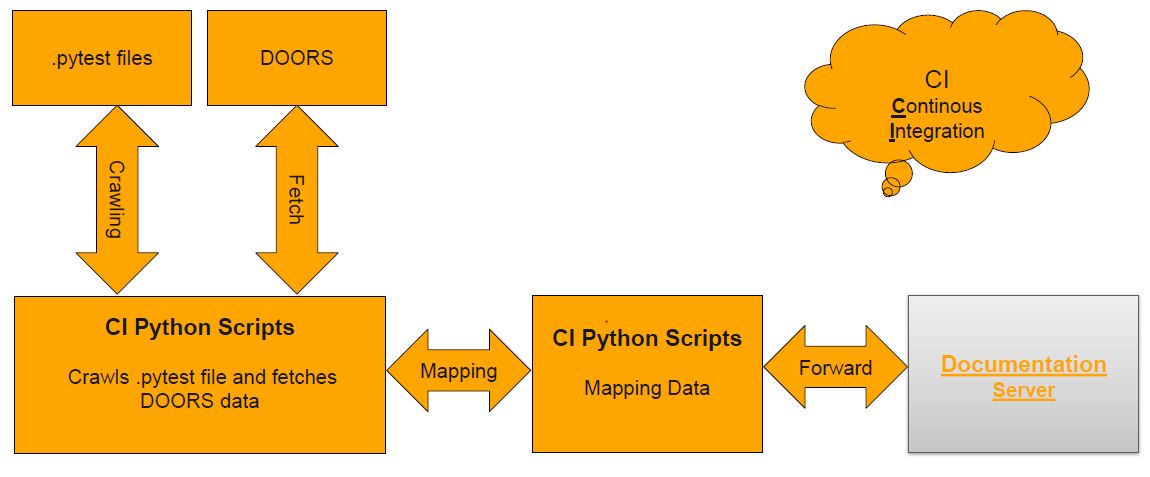 .pytest files
DOORS
CI
Continous
Integration
Crawling
Fetch
CI Python Scripts
Crawls .pytest file and fetches
DOORS data
Mapping
CI Python Scripts
Mapping Data
Forward
Documentation
Server